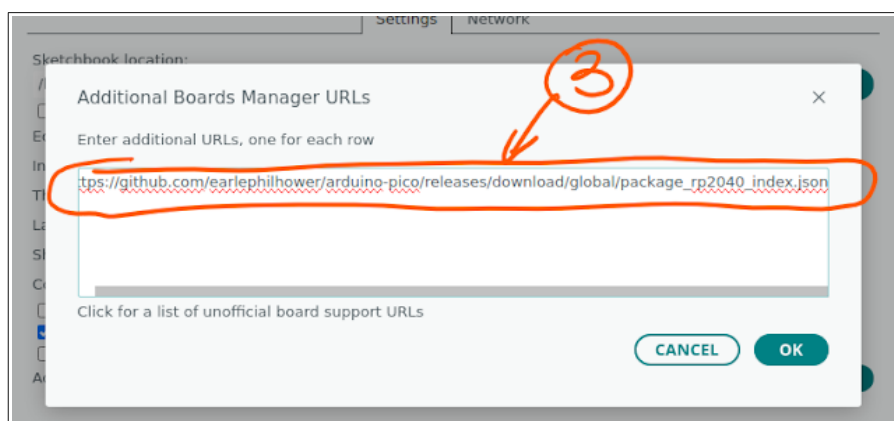 Settings Network
Sketchbook location:
3
Additional Boards Manager URLs
Enter additional URLs, one for each row
tps://github.com/earlephilhower/arduino-pico/releases/download/global/package_rp2040_index.json
Click for a list of unofficial board support URLs
CANCEL OK